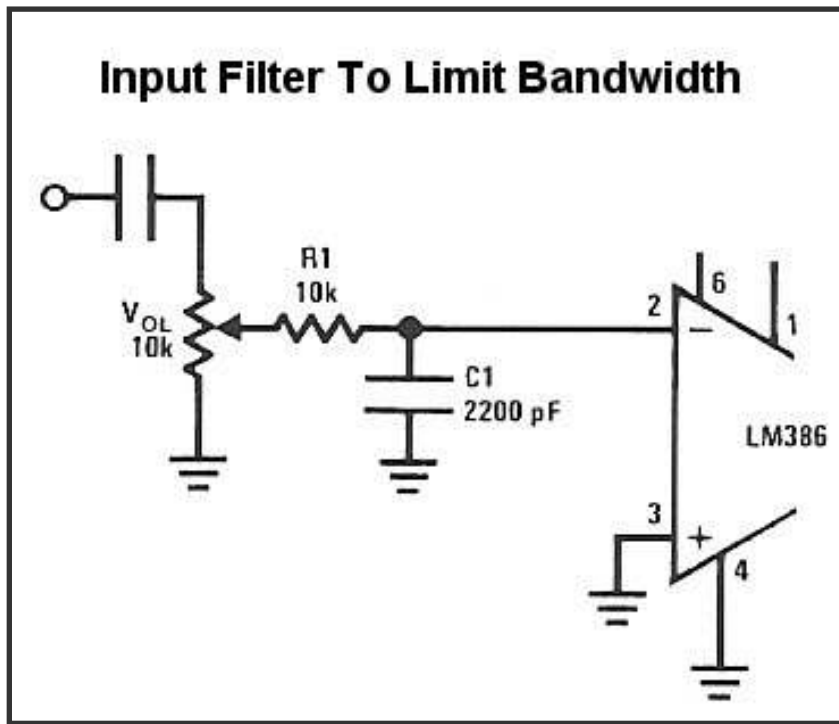 Input Filter To Limit Bandwidth
R1
10k
VOL
10k
C1
2200 pF
2
−
6
1
LM386
3
+
4